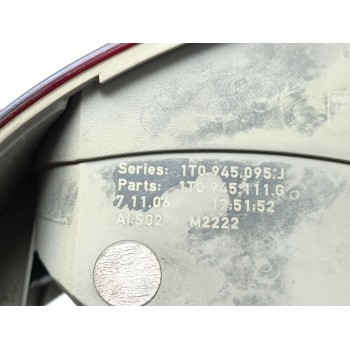 Series: 1T0 945.095.J
Parts: 1T0 945.111.G
7.11.06 17:51:52
AI.S02 M2222